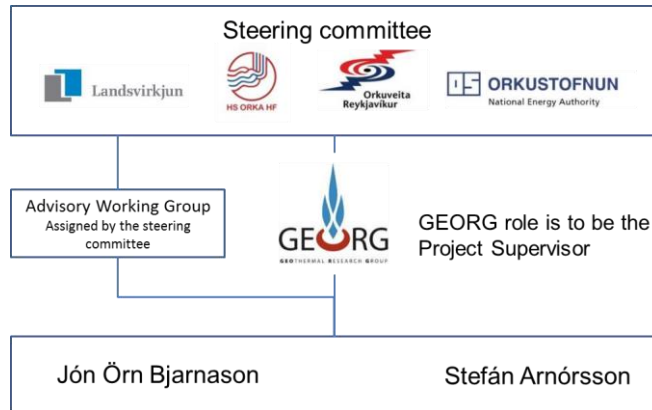 Steering committee
Landsvirkjun
HS ORKA HF
Orkuveita
Reykjavíkur
OS ORKUSTOFNUN
National Energy Authority
Advisory Working Group
Assigned by the steering
committee
GEORG
GEOTHERMAL RESEARCH GROUP
GEORG role is to be the
Project Supervisor
Jón Örn Bjarnason
Stefán Arnórsson